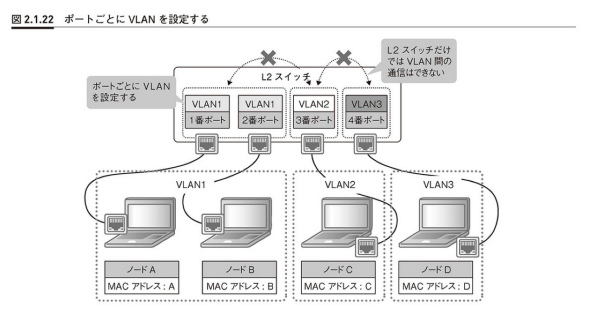 図 2.1.22 ポートごとに VLAN を設定する
L2 スイッチだけ
では VLAN 間の
通信はできない
ポートごとに VLAN
を設定する
L2 スイッチ
VLAN1
1番ポート
VLAN1
2番ポート
VLAN2
3番ポート
VLAN3
4番ポート
VLAN1
VLAN2
VLAN3
ノード A
MAC アドレス : A
ノード B
MAC アドレス : B
ノード C
MAC アドレス : C
ノード D
MAC アドレス : D